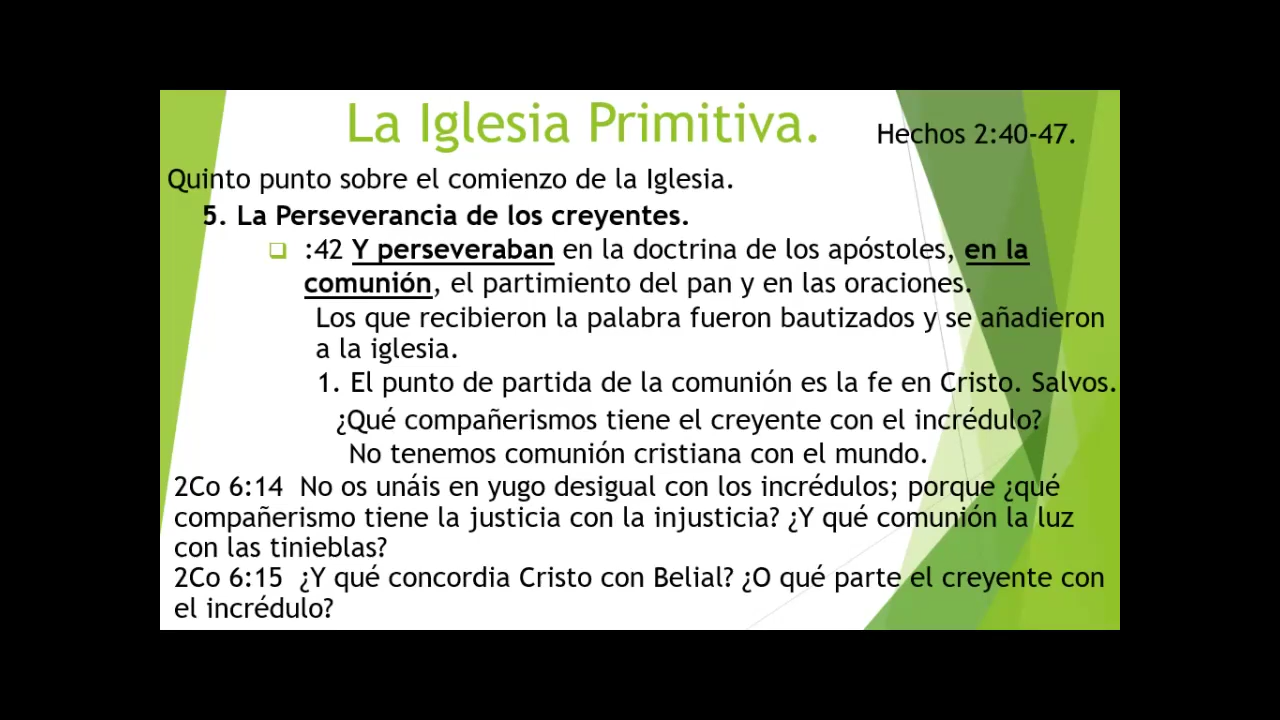 La Iglesia Primitiva.
Hechos 2:40-47.
Quinto punto sobre el comienzo de la Iglesia.
5. La Perseverancia de los creyentes.
:42 Y perseveraban en la doctrina de los apóstoles, en la
comunión, el partimiento del pan y en las oraciones.
Los que recibieron la palabra fueron bautizados y se añadieron
a la iglesia.
1. El punto de partida de la comunión es la fe en Cristo. Salvos.
¿Qué compañerismos tiene el creyente con el incrédulo?
No tenemos comunión cristiana con el mundo.
2Co 6:14 No os unáis en yugo desigual con los incrédulos; porque ¿qué
compañerismo tiene la justicia con la injusticia? ¿Y qué comunión la luz
con las tinieblas?
2Co 6:15 ¿Y qué concordia Cristo con Belial? ¿O qué parte el creyente con
el incrédulo?